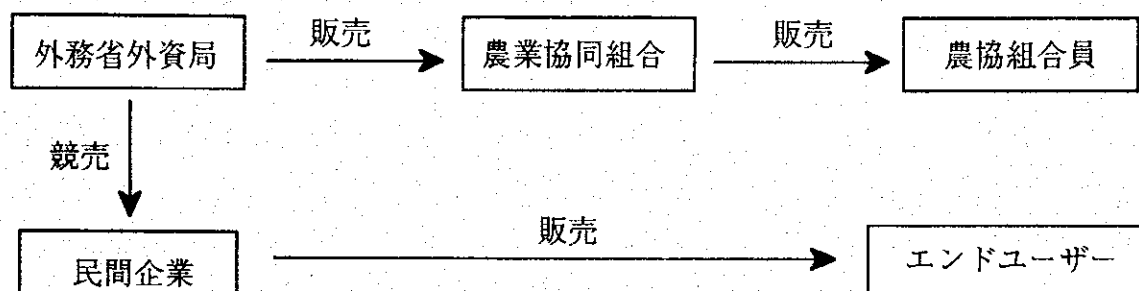 販売
販売
外務省外資局
農業協同組合
農協組合員
競売
販売
民間企業
エンドユーザー